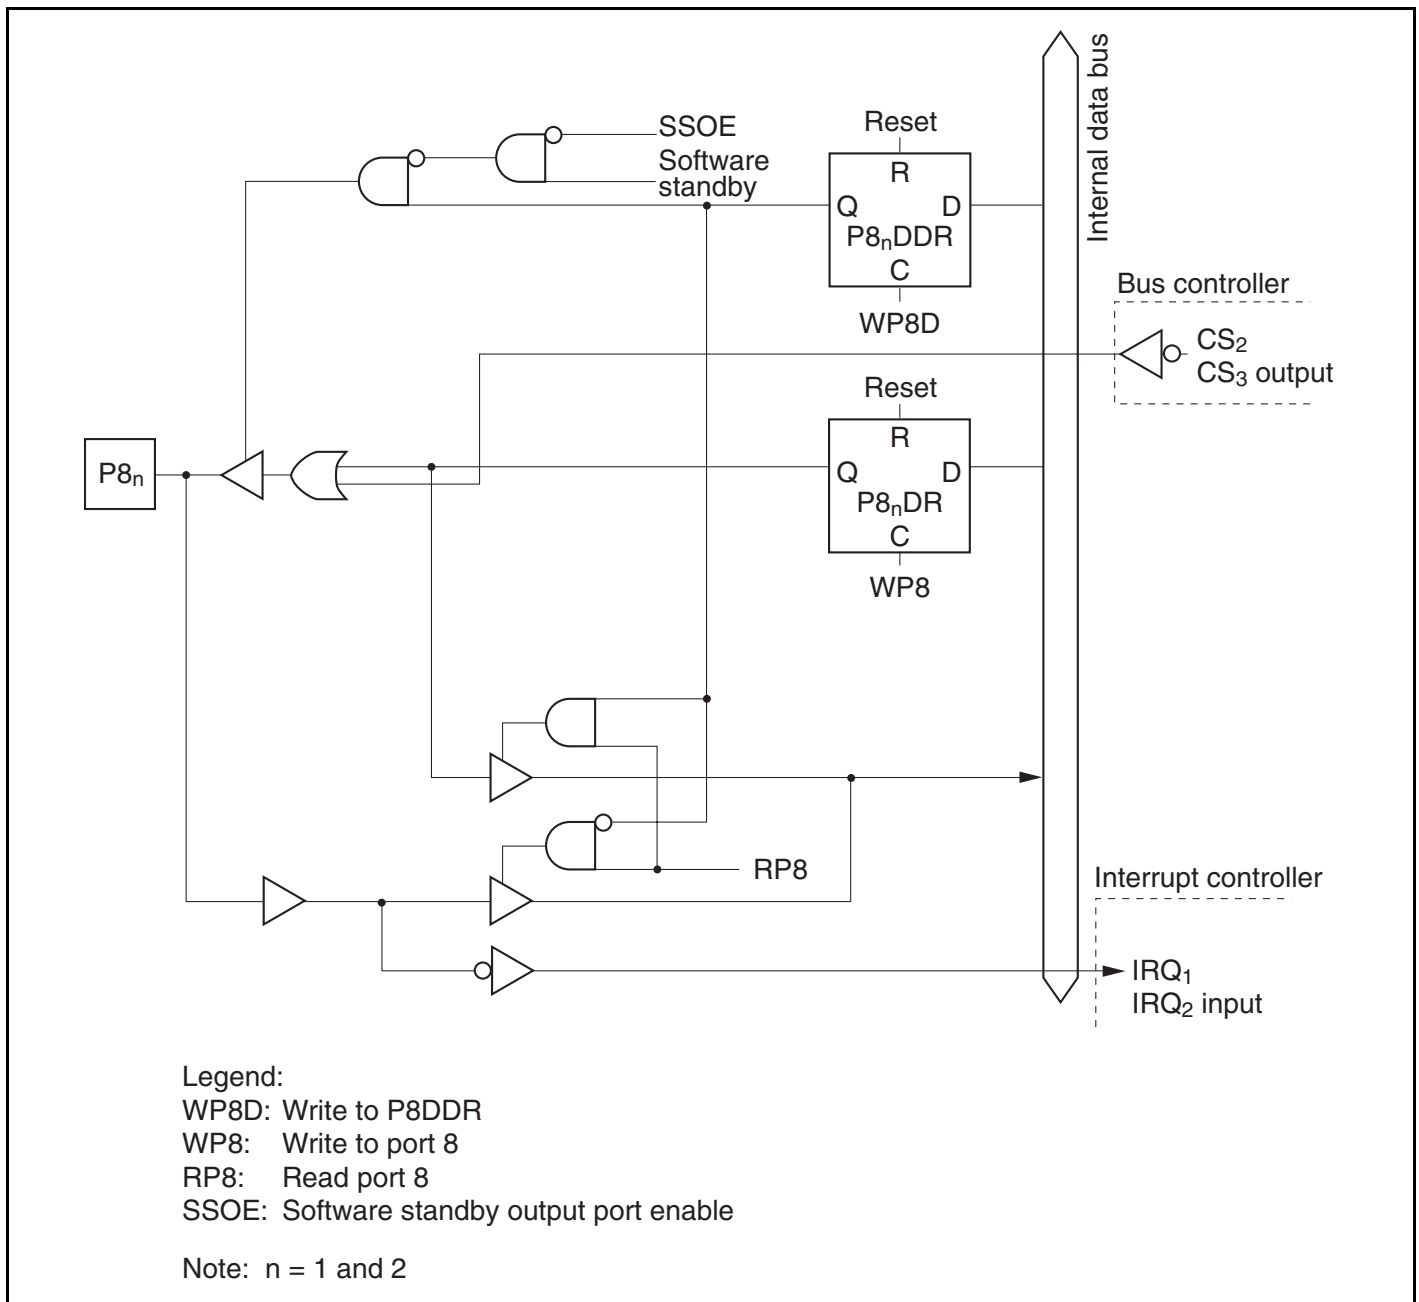 SSOE
Software
standby
Reset
R
Q D
P8nDDR
C
WP8D
Internal data bus
Bus controller
CS2
CS3 output
Reset
R
Q D
P8nDR
C
WP8
P8n
RP8
Interrupt controller
IRQ1
IRQ2 input
Legend:
WP8D: Write to P8DDR
WP8: Write to port 8
RP8: Read port 8
SSOE: Software standby output port enable
Note: n = 1 and 2